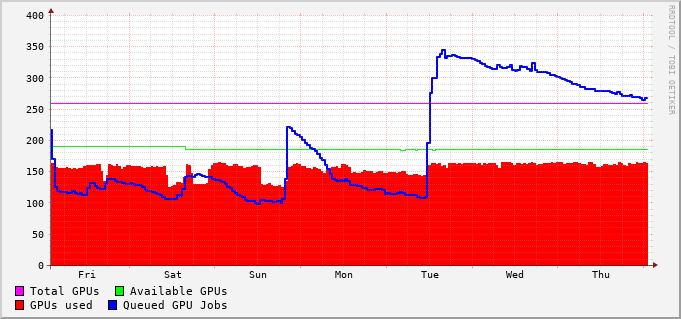 400
350
300
250
200
150
100
50
0
Fri Sat Sun Mon Tue Wed Thu
Total GPUs Available GPUs
GPUs used Queued GPU Jobs
RRDTOOL / TOBI OETIKER